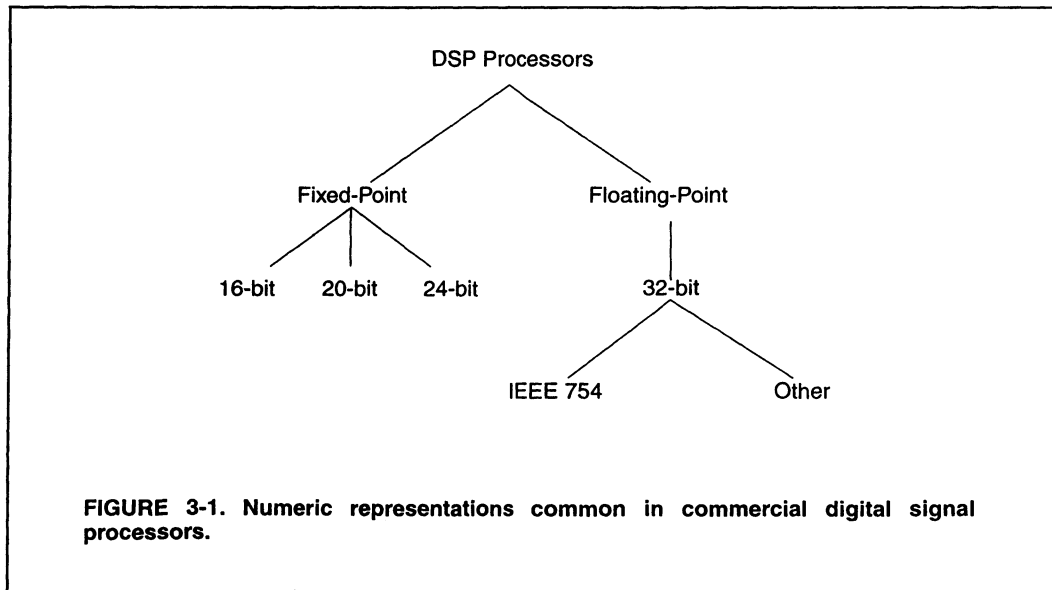 DSP Processors
Fixed-Point Floating-Point
16-bit 20-bit 24-bit 32-bit
IEEE 754 Other
FIGURE 3-1. Numeric representations common in commercial digital signal
processors.